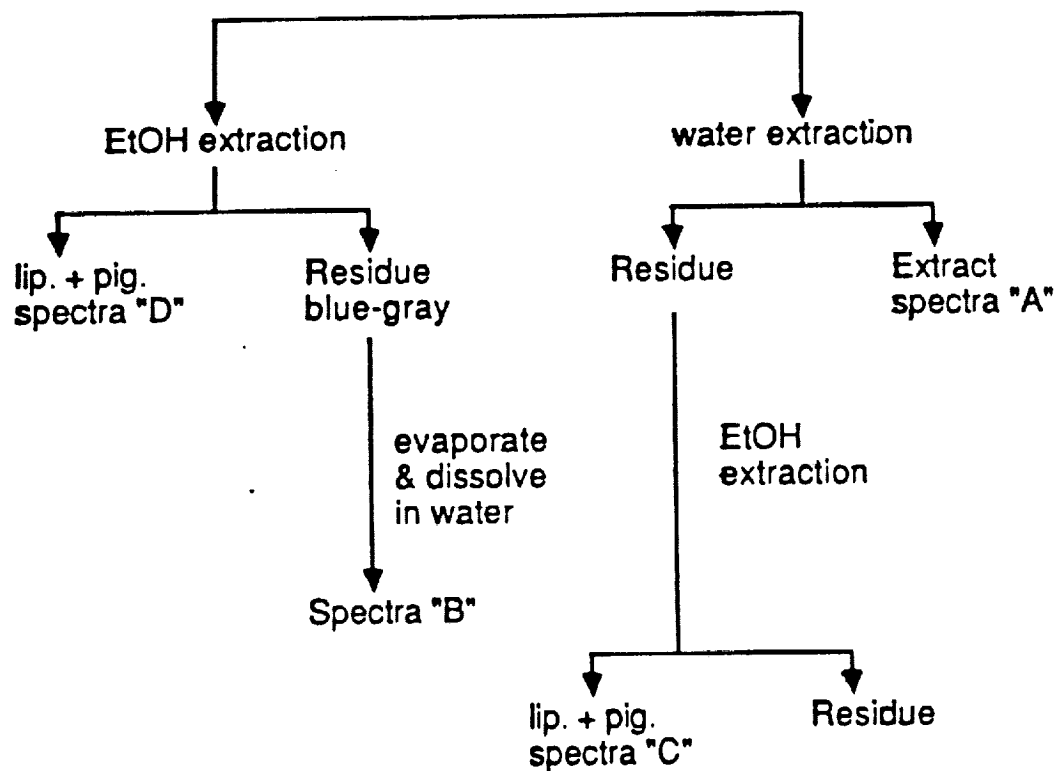 EtOH extraction
water extraction
lip. + pig.
spectra "D"
Residue
blue-gray
Residue
Extract
spectra "A"
evaporate
& dissolve
in water
EtOH
extraction
Spectra "B"
lip. + pig.
spectra "C"
Residue